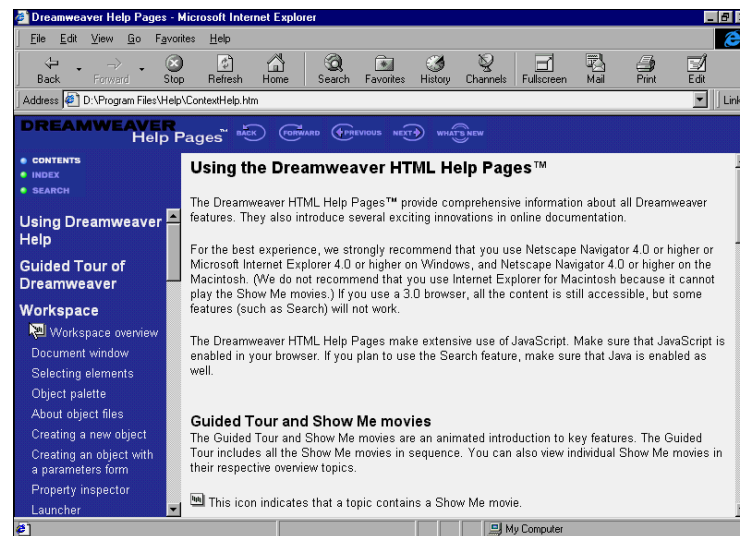 Dreamweaver Help Pages - Microsoft Internet Explorer
File Edit View Go Favorites Help
Back Forward Stop Refresh Home Search Favorites History Channels Fullscreen Mail Print Edit
Address D:\Program Files\Help\ContextHelp.htm
DREAMWEAVER
Help Pages™
BACK FORWARD PREVIOUS NEXT WHAT'S NEW
CONTENTS
INDEX
SEARCH
Using Dreamweaver
Help
Guided Tour of
Dreamweaver
Workspace
Workspace overview
Document window
Selecting elements
Object palette
About object files
Creating a new object
Creating an object with
a parameters form
Property inspector
Launcher
Using the Dreamweaver HTML Help Pages™
The Dreamweaver HTML Help Pages™ provide comprehensive information about all Dreamweaver
features. They also introduce several exciting innovations in online documentation.
For the best experience, we strongly recommend that you use Netscape Navigator 4.0 or higher or
Microsoft Internet Explorer 4.0 or higher on Windows, and Netscape Navigator 4.0 or higher on the
Macintosh. (We do not recommend that you use Internet Explorer for Macintosh because it cannot
play the Show Me movies.) If you use a 3.0 browser, all the content is still accessible, but some
features (such as Search) will not work.
The Dreamweaver HTML Help Pages make extensive use of JavaScript. Make sure that JavaScript is
enabled in your browser. If you plan to use the Search feature, make sure that Java is enabled as
well.
Guided Tour and Show Me movies
The Guided Tour and Show Me movies are an animated introduction to key features. The Guided
Tour includes all the Show Me movies in sequence. You can also view individual Show Me movies in
their respective overview topics.
This icon indicates that a topic contains a Show Me movie.
My Computer